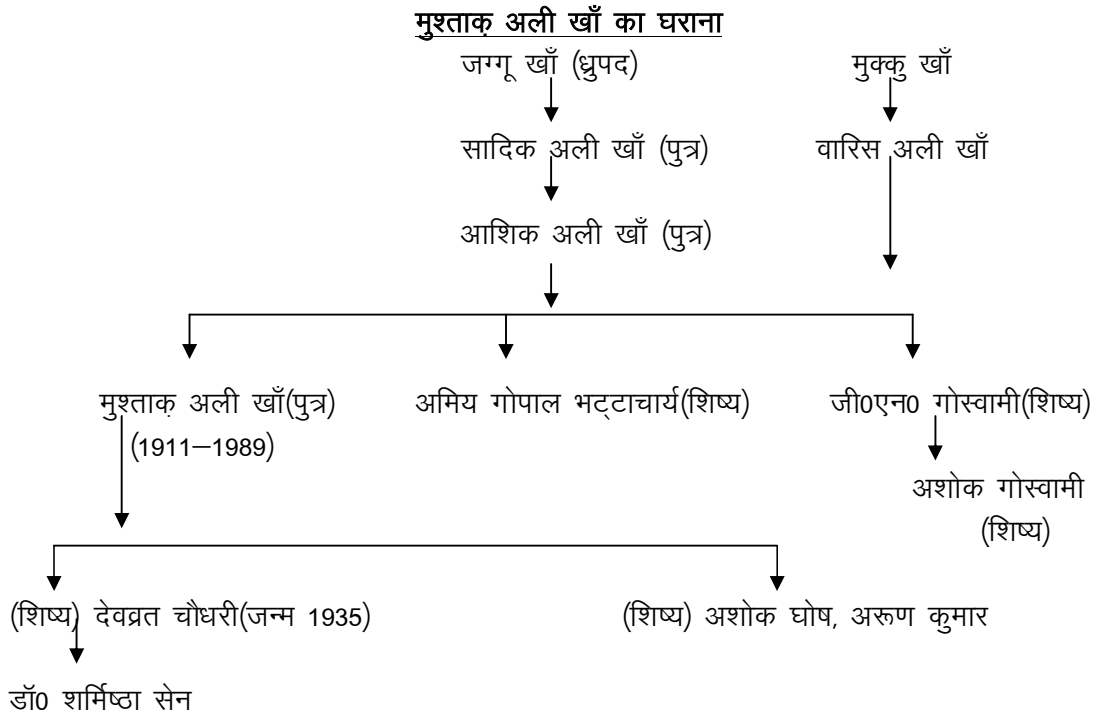 मुश्ताक़ अली खाँ का घराना
जग्गू खाँ (ध्रुपद) मुक्कु खाँ
सादिक अली खाँ (पुत्र) वारिस अली खाँ
आशिक अली खाँ (पुत्र)
मुश्ताक़ अली खाँ(पुत्र) अमिय गोपाल भट्टाचार्य(शिष्य) जी0एन0 गोस्वामी(शिष्य)
(1911–1989)
अशोक गोस्वामी
(शिष्य)
(शिष्य) देवव्रत चौधरी(जन्म 1935) (शिष्य) अशोक घोष, अरूण कुमार
डॉ0 शर्मिष्ठा सेन